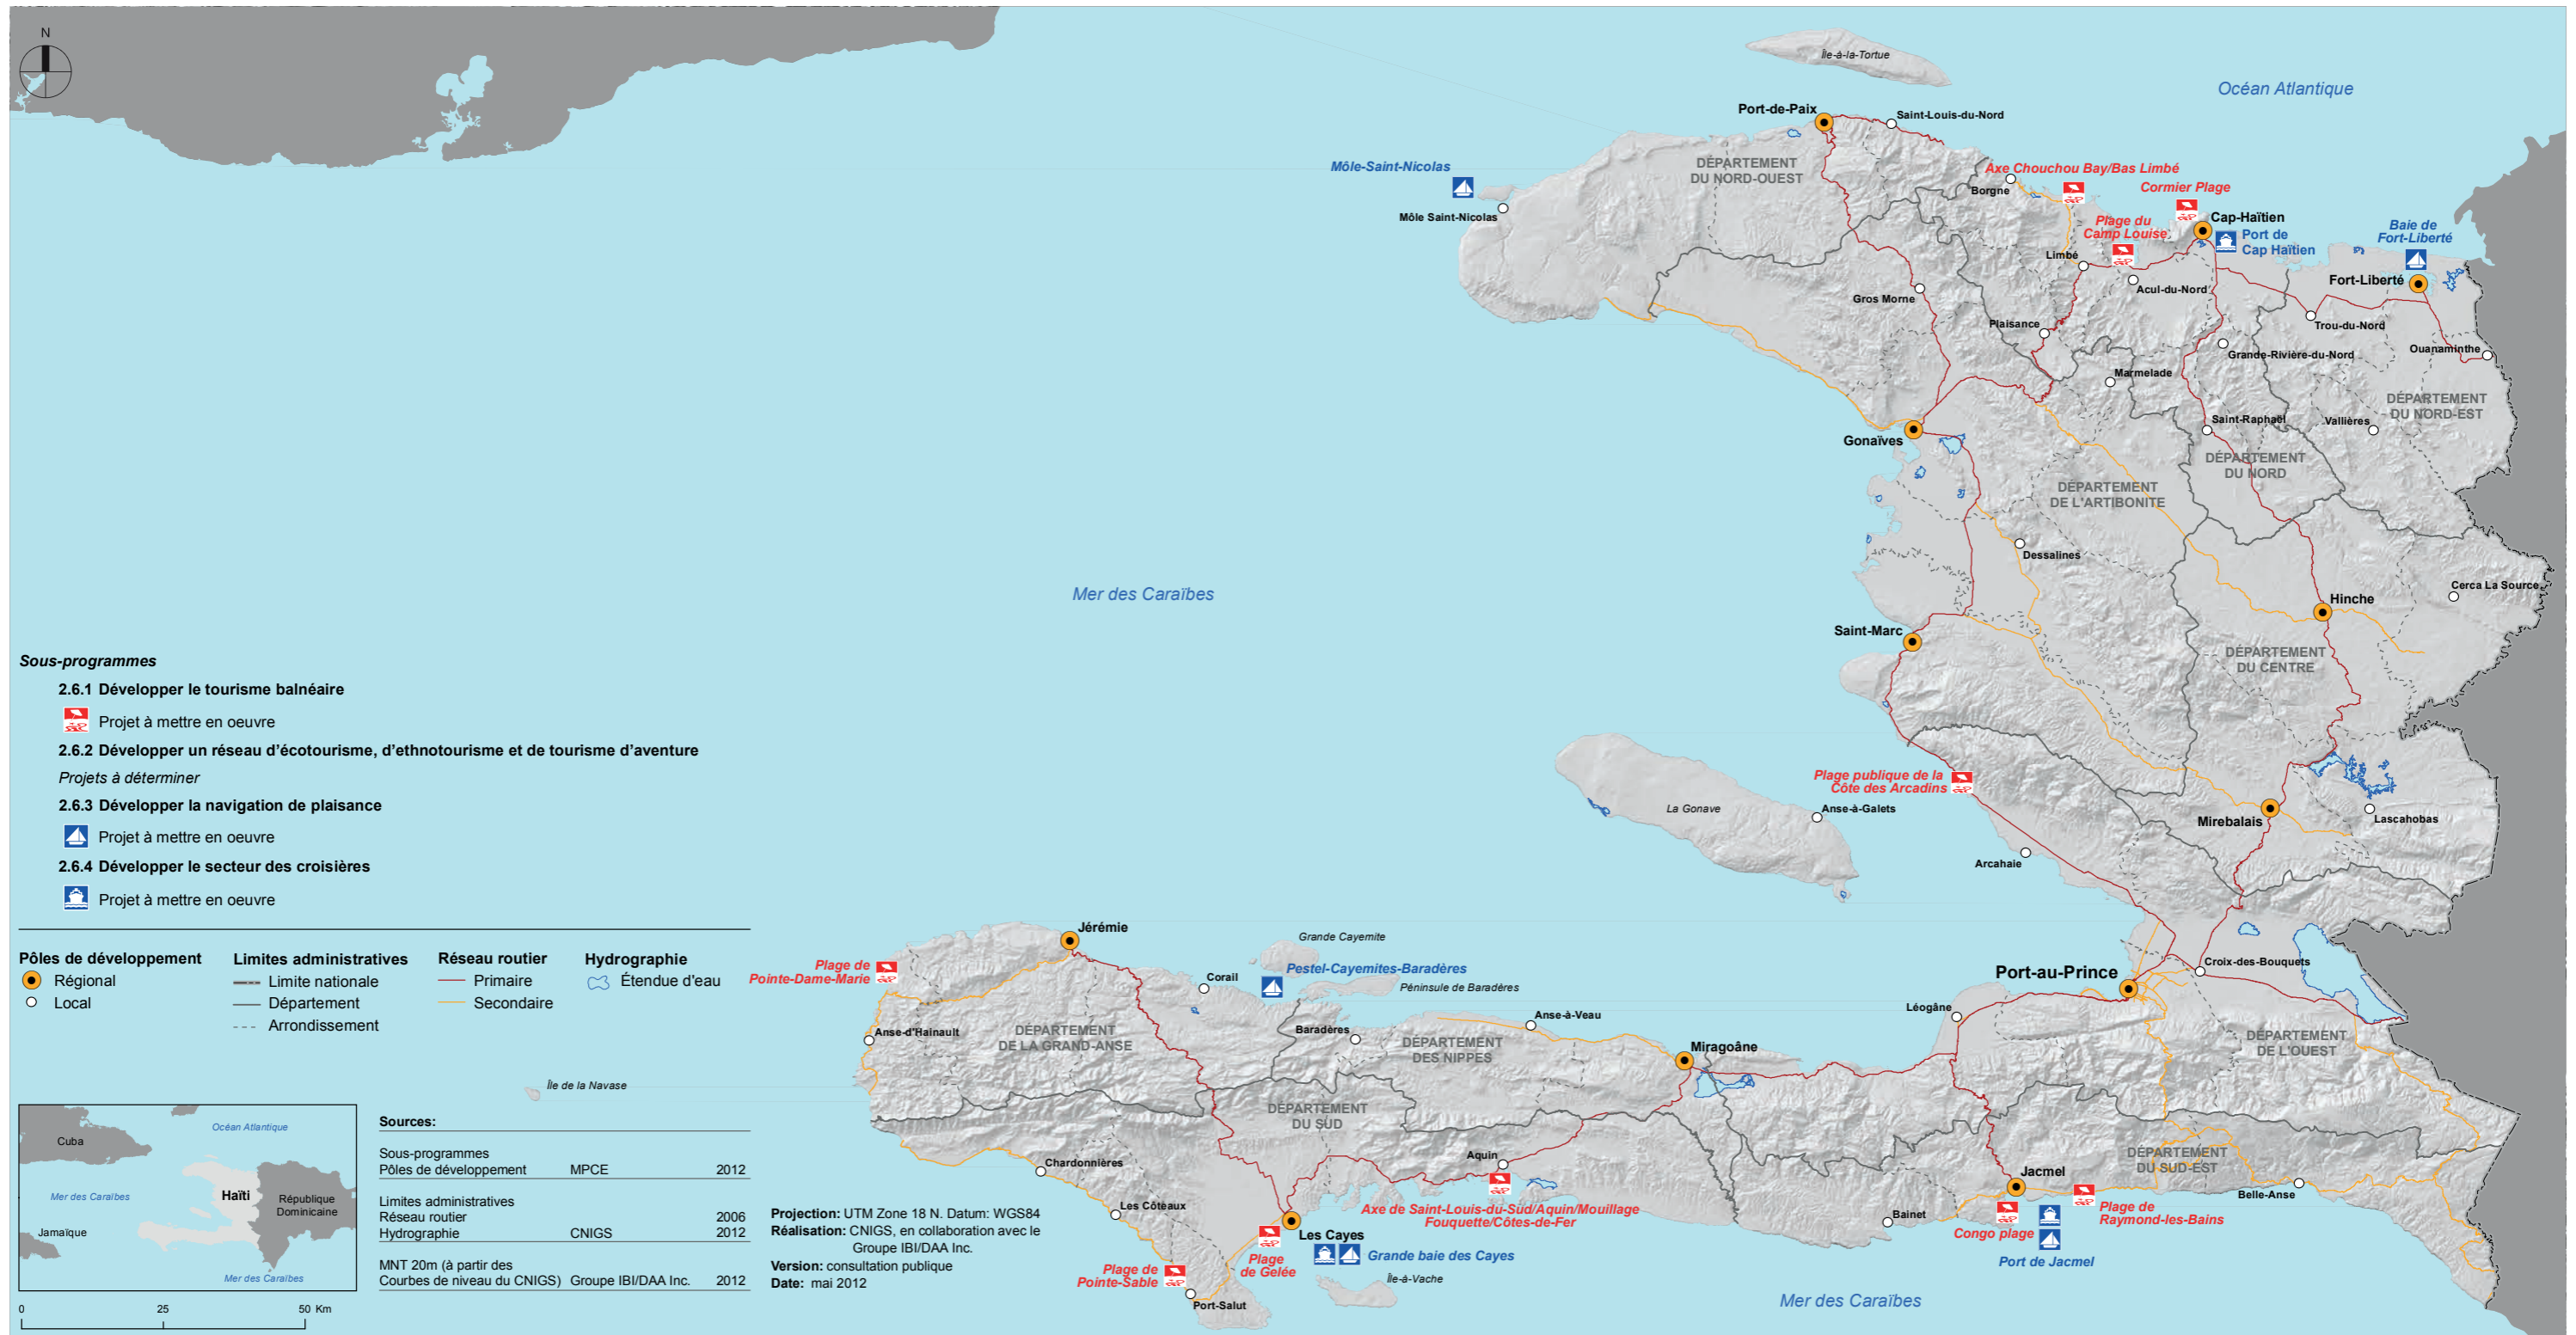 N
Océan Atlantique
Île-à-la-Tortue
Port-de-Paix
Saint-Louis-du-Nord
DÉPARTEMENT
DU NORD-OUEST
Môle-Saint-Nicolas
Môle Saint-Nicolas
Axe Chouchou Bay/Bas Limbé
Borgne
Cormier Plage
Plage du
Camp Louise
Cap-Haïtien
Port de
Cap Haïtien
Baie de
Fort-Liberté
Fort-Liberté
Limbé
Acul-du-Nord
Gros Morne
Plaisance
Trou-du-Nord
Grande-Rivière-du-Nord
Ouanaminthe
Marmelade
DÉPARTEMENT
DU NORD-EST
Saint-Raphaël
Vallières
Gonaïves
DÉPARTEMENT
DU NORD
DÉPARTEMENT
DE L'ARTIBONITE
Dessalines
Cerca La Source
Hinche
Mer des Caraïbes
Saint-Marc
DÉPARTEMENT
DU CENTRE
Plage publique de la
Côte des Arcadins
La Gonave
Anse-à-Galets
Mirebalais
Lascahobas
Arcahaie
Sous-programmes
2.6.1 Développer le tourisme balnéaire
Projet à mettre en oeuvre
2.6.2 Développer un réseau d'écotourisme, d'ethnotourisme et de tourisme d'aventure
Projets à déterminer
2.6.3 Développer la navigation de plaisance
Projet à mettre en oeuvre
2.6.4 Développer le secteur des croisières
Projet à mettre en oeuvre
Pôles de développement
Régional
Local
Limites administratives
Limite nationale
Département
Arrondissement
Réseau routier
Primaire
Secondaire
Hydrographie
Étendue d'eau
Jérémie
Plage de
Pointe-Dame-Marie
Grande Cayemite
Corail
Pestel-Cayemites-Baradères
Péninsule de Baradères
Anse-d'Hainault
DÉPARTEMENT
DE LA GRAND-ANSE
Baradères
Anse-à-Veau
DÉPARTEMENT
DES NIPPES
Miragoâne
Port-au-Prince
Croix-des-Bouquets
Léogâne
DÉPARTEMENT
DE L'OUEST
Île de la Navase
DÉPARTEMENT
DU SUD
Chardonnières
Aquin
Les Côteaux
Axe de Saint-Louis-du-Sud/Aquin/Mouillage
Fouquette/Côtes-de-Fer
DÉPARTEMENT
DU SUD-EST
Jacmel
Belle-Anse
Bainet
Congo plage
Plage de
Raymond-les-Bains
Port de Jacmel
Les Cayes
Grande baie des Cayes
Plage
de Gelée
Île-à-Vache
Plage de
Pointe-Sable
Port-Salut
Mer des Caraïbes
Cuba
Océan Atlantique
Mer des Caraïbes
Haïti
République
Dominicaine
Jamaïque
Mer des Caraïbes
0 25 50 Km
Sources:
Sous-programmes
Pôles de développement MPCE 2012
Limites administratives
Réseau routier 2006
Hydrographie CNIGS 2012
MNT 20m (à partir des
Courbes de niveau du CNIGS) Groupe IBI/DAA Inc. 2012
Projection: UTM Zone 18 N. Datum: WGS84
Réalisation: CNIGS, en collaboration avec le
Groupe IBI/DAA Inc.
Version: consultation publique
Date: mai 2012